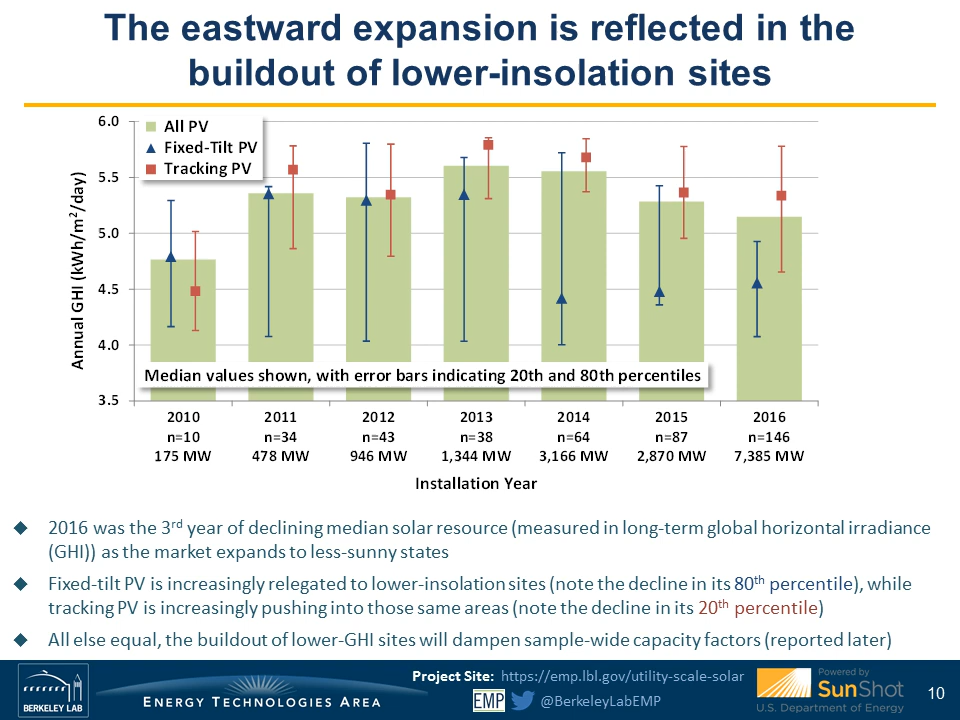 The eastward expansion is reflected in the
buildout of lower-insolation sites
6.0
5.5
5.0
4.5
4.0
3.5
Annual GHI (kWh/m²/day)
All PV
Fixed-Tilt PV
Tracking PV
Median values shown, with error bars indicating 20th and 80th percentiles
2010 2011 2012 2013 2014 2015 2016
n=10 n=34 n=43 n=38 n=64 n=87 n=146
175 MW 478 MW 946 MW 1,344 MW 3,166 MW 2,870 MW 7,385 MW
Installation Year
◆ 2016 was the 3rd year of declining median solar resource (measured in long-term global horizontal irradiance
(GHI)) as the market expands to less-sunny states
◆ Fixed-tilt PV is increasingly relegated to lower-insolation sites (note the decline in its 80th percentile), while
tracking PV is increasingly pushing into those same areas (note the decline in its 20th percentile)
◆ All else equal, the buildout of lower-GHI sites will dampen sample-wide capacity factors (reported later)
BERKELEY LAB
ENERGY TECHNOLOGIES AREA
Project Site: https://emp.lbl.gov/utility-scale-solar
EMP @BerkeleyLabEMP
Powered by
SunShot
U.S. Department of Energy
10